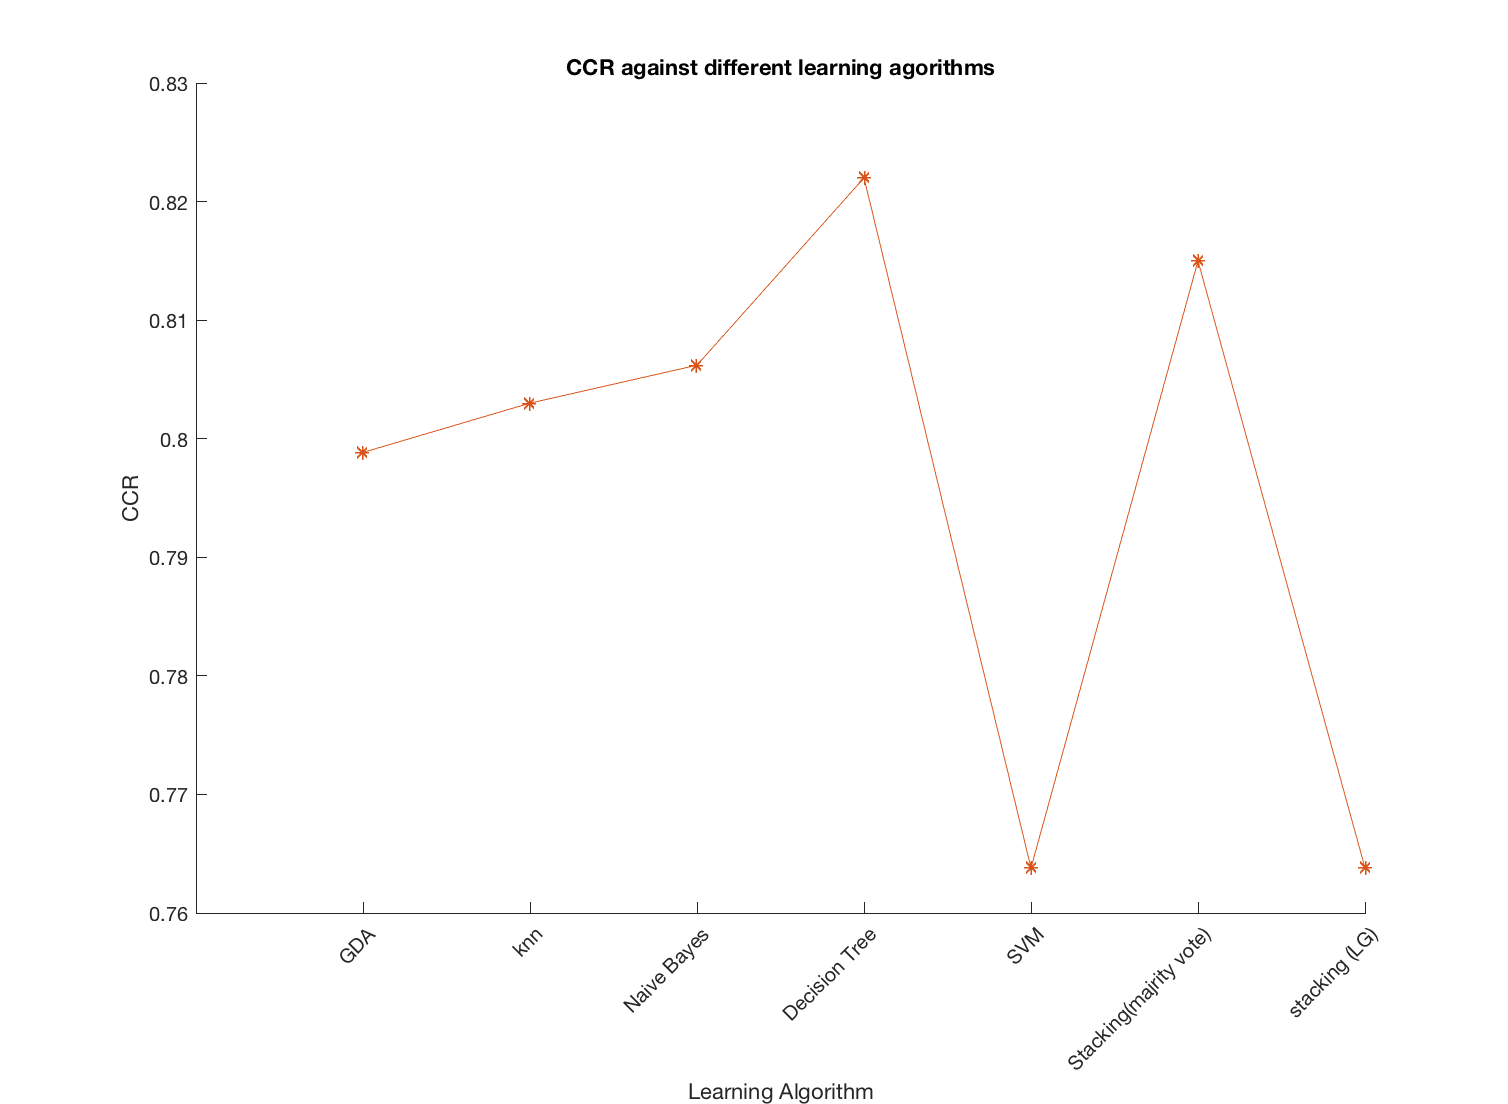 CCR against different learning agorithms
0.83
0.82
0.81
0.8
0.79
0.78
0.77
0.76
CCR
GDA
knn
Naive Bayes
Decision Tree
SVM
Stacking(majrity vote)
stacking (LG)
Learning Algorithm